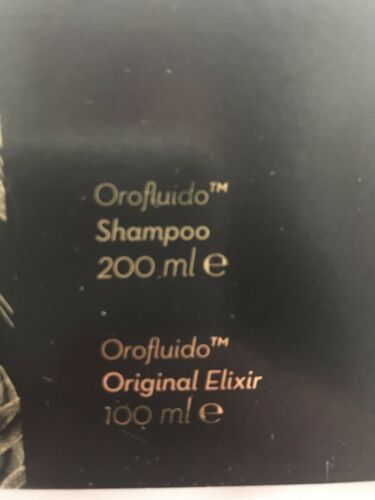 Orofluido™
Shampoo
200 ml ℮
Orofluido™
Original Elixir
100 ml ℮